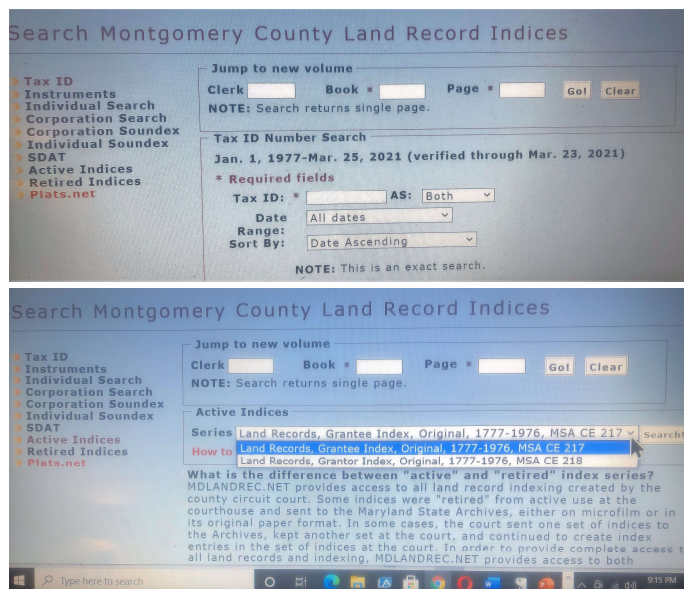 Search Montgomery County Land Record Indices
Tax ID
Instruments
Individual Search
Corporation Search
Corporation Soundex
Individual Soundex
SDAT
Active Indices
Retired Indices
Plats.net
Jump to new volume
Clerk Book * Page * Go! Clear
NOTE: Search returns single page.
Tax ID Number Search
Jan. 1, 1977-Mar. 25, 2021 (verified through Mar. 23, 2021)
* Required fields
Tax ID: * AS: Both
Date Range: All dates
Sort By: Date Ascending
NOTE: This is an exact search.
Search Montgomery County Land Record Indices
Tax ID
Instruments
Individual Search
Corporation Search
Corporation Soundex
Individual Soundex
SDAT
Active Indices
Retired Indices
Plats.net
Jump to new volume
Clerk Book * Page * Go! Clear
NOTE: Search returns single page.
Active Indices
Series Land Records, Grantee Index, Original, 1777-1976, MSA CE 217 Search!
How to
Land Records, Grantee Index, Original, 1777-1976, MSA CE 217
Land Records, Grantor Index, Original, 1777-1976, MSA CE 218
What is the difference between "active" and "retired" index series?
MDLANDREC.NET provides access to all land record indexing created by the
county circuit court. Some indices were "retired" from active use at the
courthouse and sent to the Maryland State Archives, either on microfilm or in
its original paper format. In some cases, the court sent one set of indices to
the Archives, kept another set at the court, and continued to create index
entries in the set of indices at the court. In order to provide complete access t
all land records and indexing, MDLANDREC.NET provides access to both
Type here to search
9:15 PM